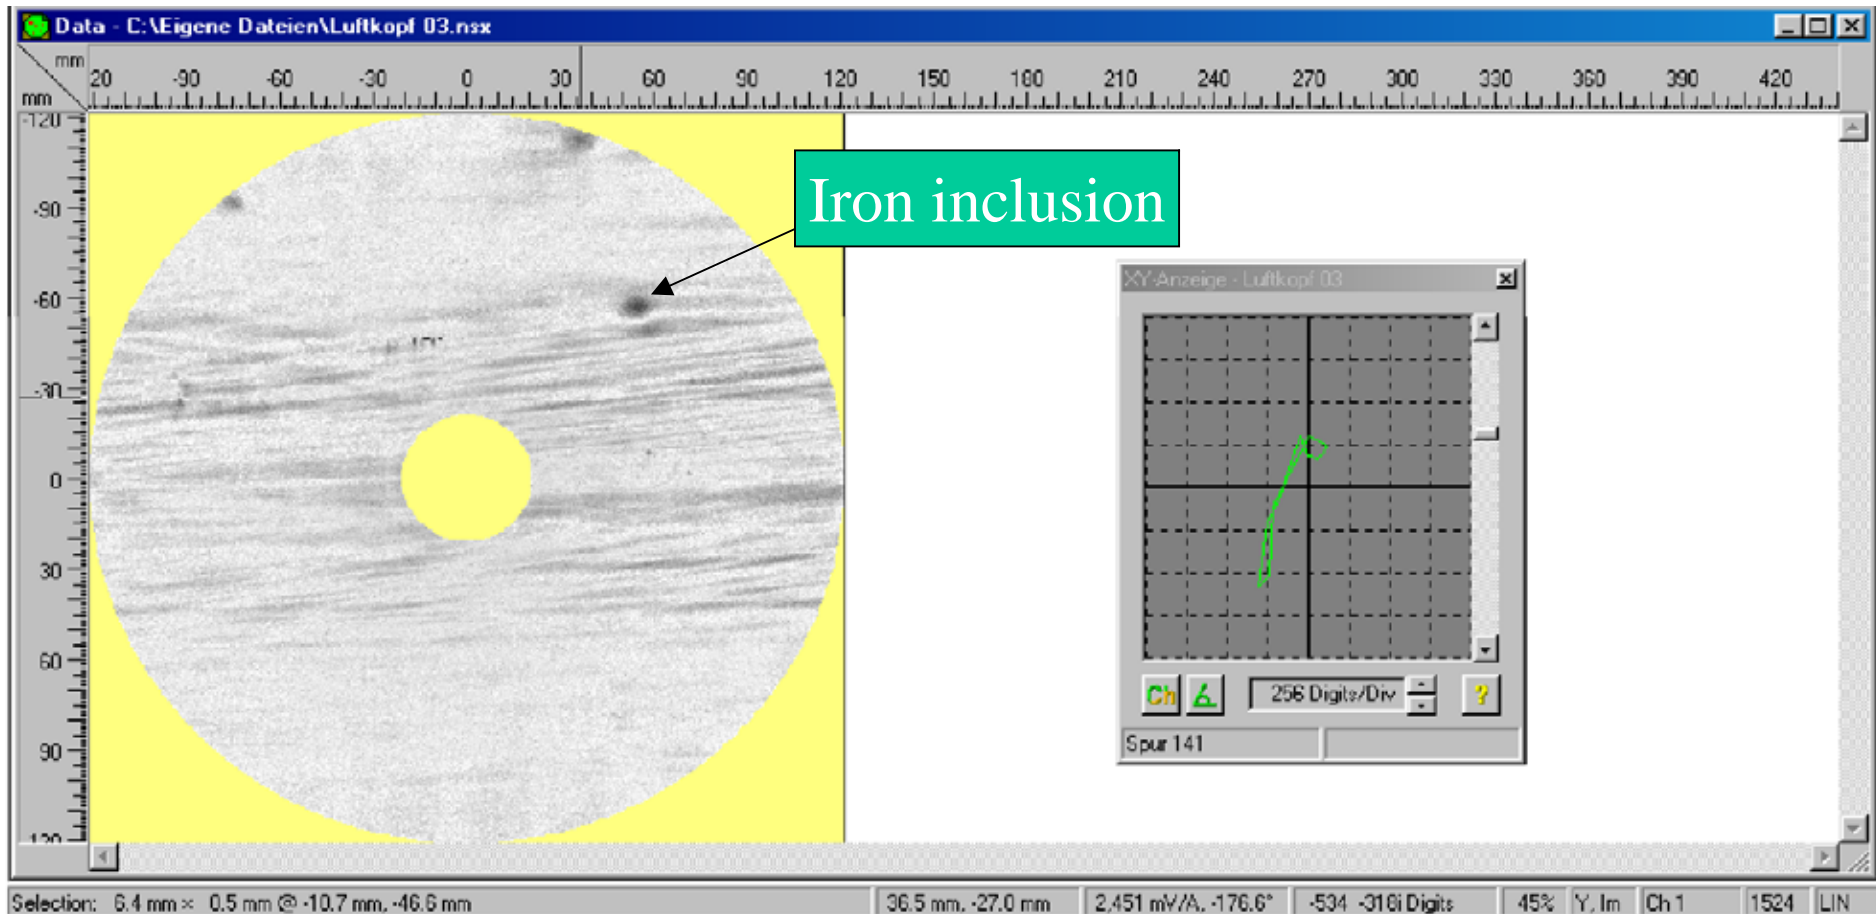 Data - C:\Eigene Dateien\Luftkopf 03.nsx
mm
20 -90 -60 -30 0 30 60 90 120 150 180 210 240 270 300 330 360 390 420
mm
-120
-90
-60
-30
0
30
60
90
120
Iron inclusion
XY-Anzeige - Luftkopf 03
Ch
256 Digits/Div
?
Spur 141
Selection: 6.4 mm × 0.5 mm @ -10.7 mm, -46.6 mm
36.5 mm, -27.0 mm
2,451 mV/A, -176.6°
-534 -318i Digits
45%
Y, Im
Ch 1
1524
LIN